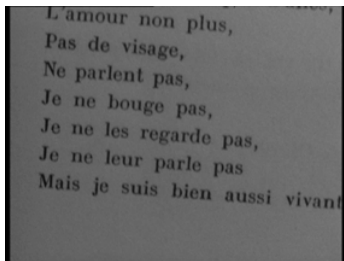 L'amour non plus,
Pas de visage,
Ne parlent pas,
Je ne bouge pas,
Je ne les regarde pas,
Je ne leur parle pas
Mais je suis bien aussi vivant